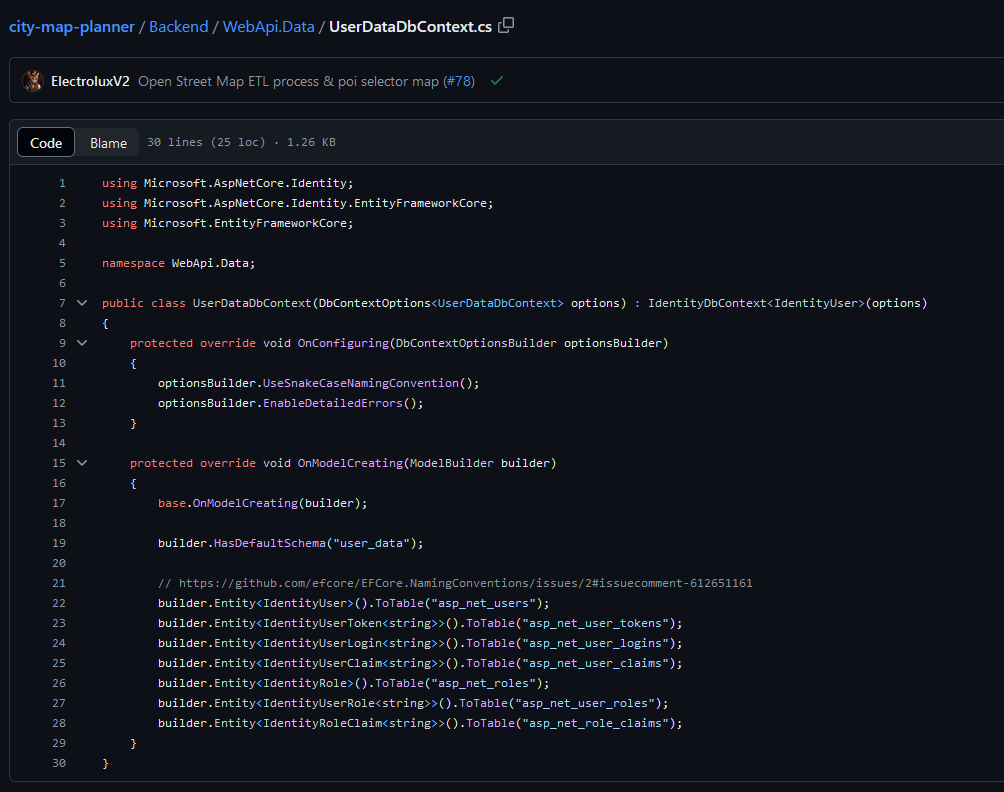 city-map-planner / Backend / WebApi.Data / UserDataDbContext.cs
ElectroluxV2 Open Street Map ETL process & poi selector map (#78)
Code Blame 30 lines (25 loc) · 1.26 KB
1 using Microsoft.AspNetCore.Identity;
2 using Microsoft.AspNetCore.Identity.EntityFrameworkCore;
3 using Microsoft.EntityFrameworkCore;
4
5 namespace WebApi.Data;
6
7 public class UserDataDbContext(DbContextOptions<UserDataDbContext> options) : IdentityDbContext<IdentityUser>(options)
8 {
9     protected override void OnConfiguring(DbContextOptionsBuilder optionsBuilder)
10     {
11         optionsBuilder.UseSnakeCaseNamingConvention();
12         optionsBuilder.EnableDetailedErrors();
13     }
14
15     protected override void OnModelCreating(ModelBuilder builder)
16     {
17         base.OnModelCreating(builder);
18
19         builder.HasDefaultSchema("user_data");
20
21         // https://github.com/efcore/EFCore.NamingConventions/issues/2#issuecomment-612651161
22         builder.Entity<IdentityUser>().ToTable("asp_net_users");
23         builder.Entity<IdentityUserToken<string>>().ToTable("asp_net_user_tokens");
24         builder.Entity<IdentityUserLogin<string>>().ToTable("asp_net_user_logins");
25         builder.Entity<IdentityUserClaim<string>>().ToTable("asp_net_user_claims");
26         builder.Entity<IdentityRole>().ToTable("asp_net_roles");
27         builder.Entity<IdentityUserRole<string>>().ToTable("asp_net_user_roles");
28         builder.Entity<IdentityRoleClaim<string>>().ToTable("asp_net_role_claims");
29     }
30 }